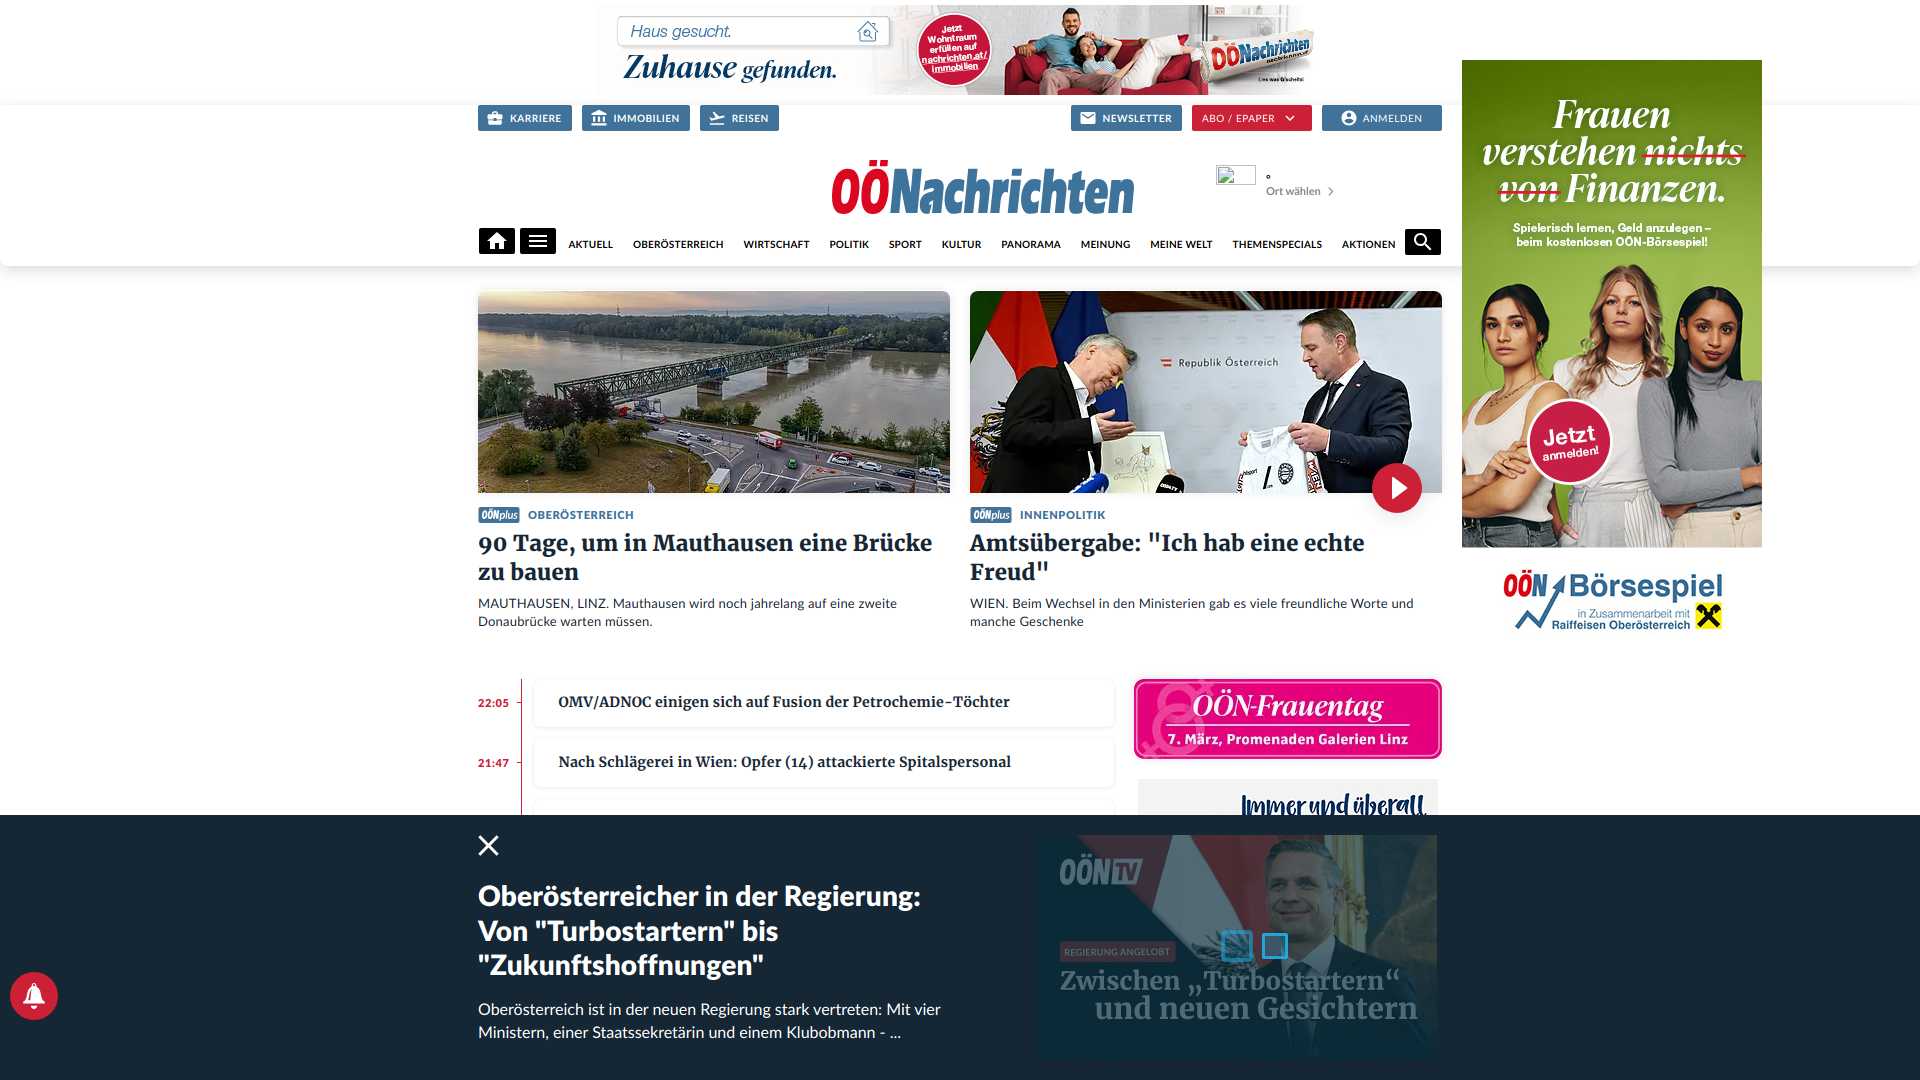 Haus gesucht.
Zuhause gefunden.
Jetzt
Wohntraum
erfüllen auf
nachrichten.at/
immobilien
OÖNachrichten
Lies was G'scheits!
KARRIERE
IMMOBILIEN
REISEN
NEWSLETTER
ABO / EPAPER
ANMELDEN
OÖNachrichten
°
Ort wählen
AKTUELL
OBERÖSTERREICH
WIRTSCHAFT
POLITIK
SPORT
KULTUR
PANORAMA
MEINUNG
MEINE WELT
THEMENSPECIALS
AKTIONEN
Frauen
verstehen nichts
von Finanzen.
Spielerisch lernen, Geld anzulegen –
beim kostenlosen OÖN-Börsespiel!
Jetzt
anmelden!
OÖN Börsespiel
in Zusammenarbeit mit
Raiffeisen Oberösterreich
Republik Österreich
OÖNplus OBERÖSTERREICH
90 Tage, um in Mauthausen eine Brücke
zu bauen
MAUTHAUSEN, LINZ. Mauthausen wird noch jahrelang auf eine zweite
Donaubrücke warten müssen.
OÖNplus INNENPOLITIK
Amtsübergabe: "Ich hab eine echte
Freud"
WIEN. Beim Wechsel in den Ministerien gab es viele freundliche Worte und
manche Geschenke
22:05
OMV/ADNOC einigen sich auf Fusion der Petrochemie-Töchter
21:47
Nach Schlägerei in Wien: Opfer (14) attackierte Spitalspersonal
OÖN-Frauentag
7. März, Promenaden Galerien Linz
Immer und überall
Oberösterreicher in der Regierung:
Von "Turbostartern" bis
"Zukunftshoffnungen"
Oberösterreich ist in der neuen Regierung stark vertreten: Mit vier
Ministern, einer Staatssekretärin und einem Klubobmann - ...
OÖN TV
REGIERUNG ANGELOBT
Zwischen „Turbostartern“
und neuen Gesichtern